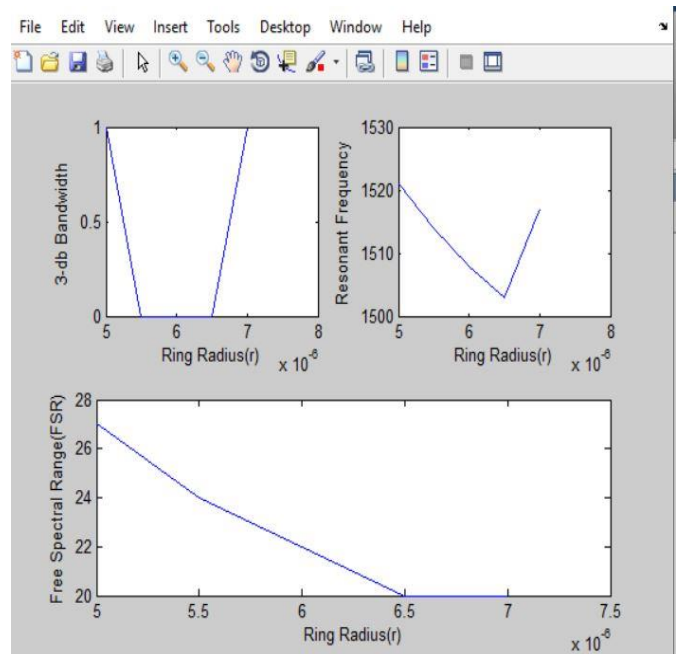 File Edit View Insert Tools Desktop Window Help
3-db Bandwidth
1
0.5
0
5 6 7 8
Ring Radius(r)
x 10-6
Resonant Frequency
1530
1520
1510
1500
5 6 7 8
Ring Radius(r)
x 10-6
Free Spectral Range(FSR)
28
26
24
22
20
5 5.5 6 6.5 7 7.5
Ring Radius(r)
x 10-6